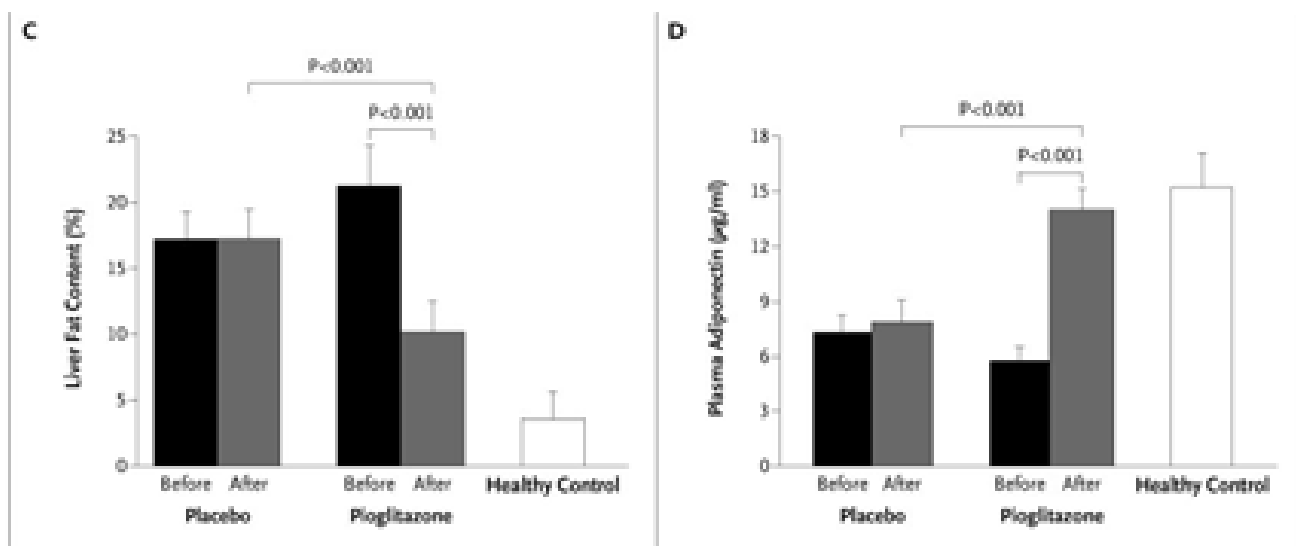 C
P<0.001
P<0.001
25
20
15
10
5
0
Liver Fat Content (%)
Before After Before After Healthy Control
Placebo Pioglitazone
D
P<0.001
P<0.001
18
15
12
9
6
3
0
Plasma Adiponectin (μg/ml)
Before After Before After Healthy Control
Placebo Pioglitazone